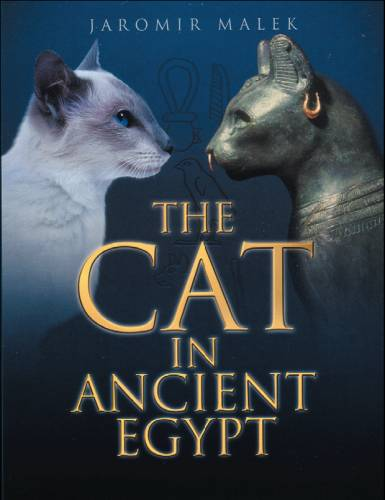 JAROMIR MALEK
THE
CAT
IN
ANCIENT
EGYPT